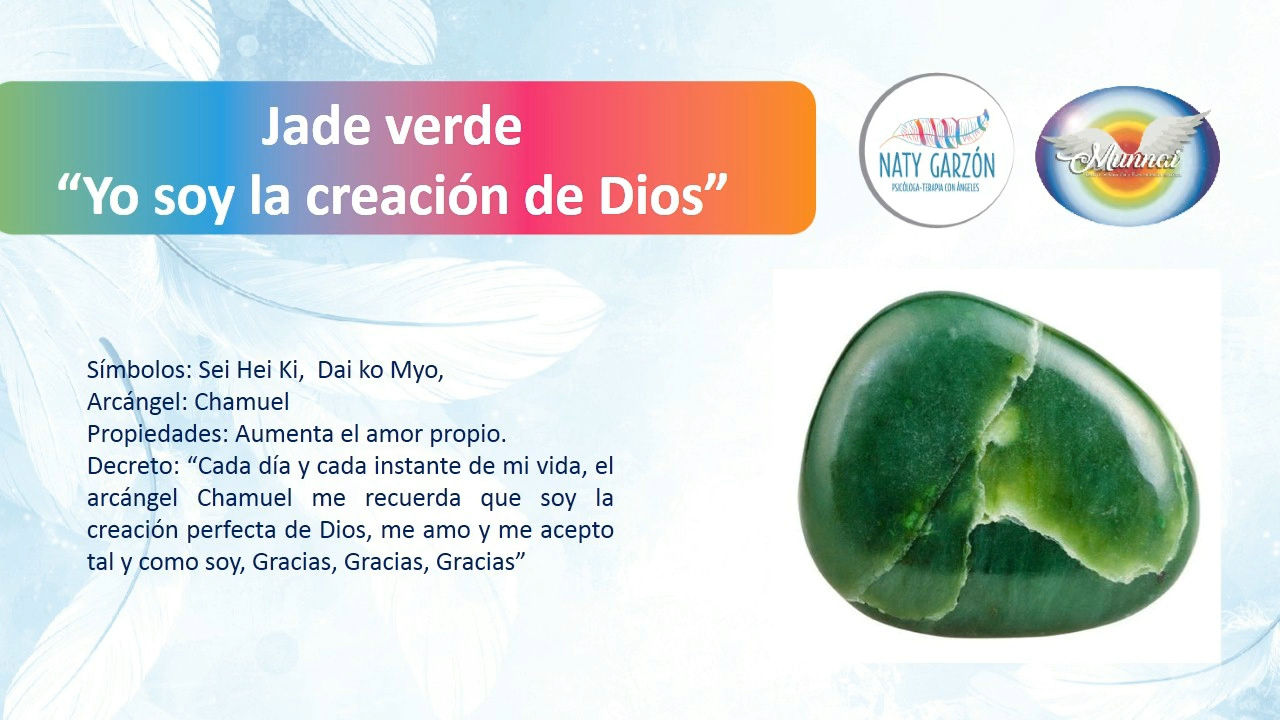 Jade verde
“Yo soy la creación de Dios”
NATY GARZÓN
PSICÓLOGA-TERAPIA CON ÁNGELES
Munnai
Símbolos: Sei Hei Ki,  Dai ko Myo,
Arcángel: Chamuel
Propiedades: Aumenta el amor propio.
Decreto: “Cada día y cada instante de mi vida, el
arcángel Chamuel me recuerda que soy la
creación perfecta de Dios, me amo y me acepto
tal y como soy, Gracias, Gracias, Gracias”